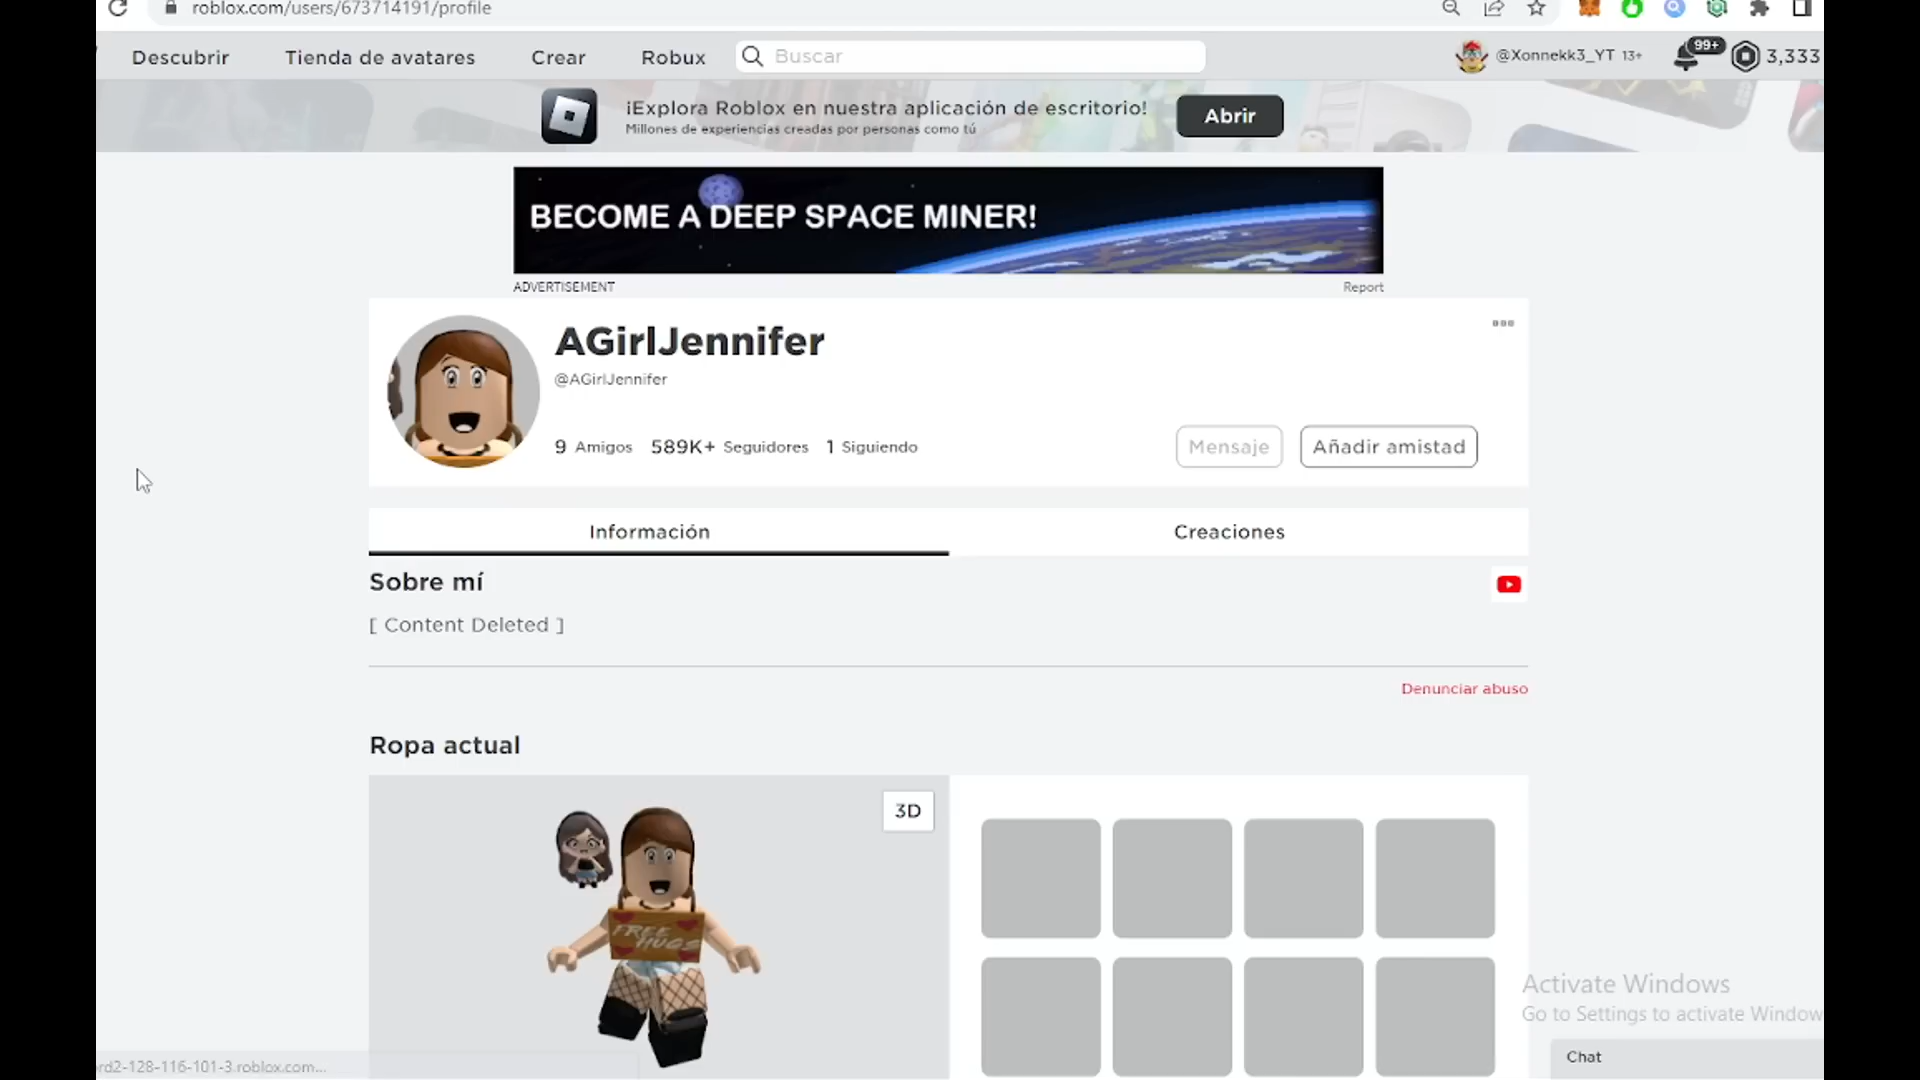 roblox.com/users/673714191/profile
Descubrir Tienda de avatares Crear Robux Buscar @Xonnekk3_YT 13+ 99+ 3,333
¡Explora Roblox en nuestra aplicación de escritorio!
Millones de experiencias creadas por personas como tú
Abrir
BECOME A DEEP SPACE MINER!
ADVERTISEMENT Report
AGirlJennifer
@AGirlJennifer
9 Amigos 589K+ Seguidores 1 Siguiendo
Mensaje Añadir amistad
Información Creaciones
Sobre mí
[ Content Deleted ]
Denunciar abuso
Ropa actual
3D
FREE
HUGS
Activate Windows
Go to Settings to activate Window
Chat
rd2-128-116-101-3.roblox.com...